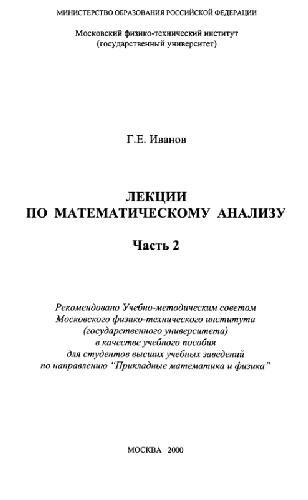 МИНИСТЕРСТВО ОБРАЗОВАНИЯ РОССИЙСКОЙ ФЕДЕРАЦИИ
Московский физико-технический институт
(государственный университет)
Г.Е. Иванов
ЛЕКЦИИ
ПО МАТЕМАТИЧЕСКОМУ АНАЛИЗУ
Часть 2
Рекомендовано Учебно-методическим советом
Московского физико-технического института
(государственного университета)
в качестве учебного пособия
для студентов высших учебных заведений
по направлению "Прикладные математика и физика"
МОСКВА 2000